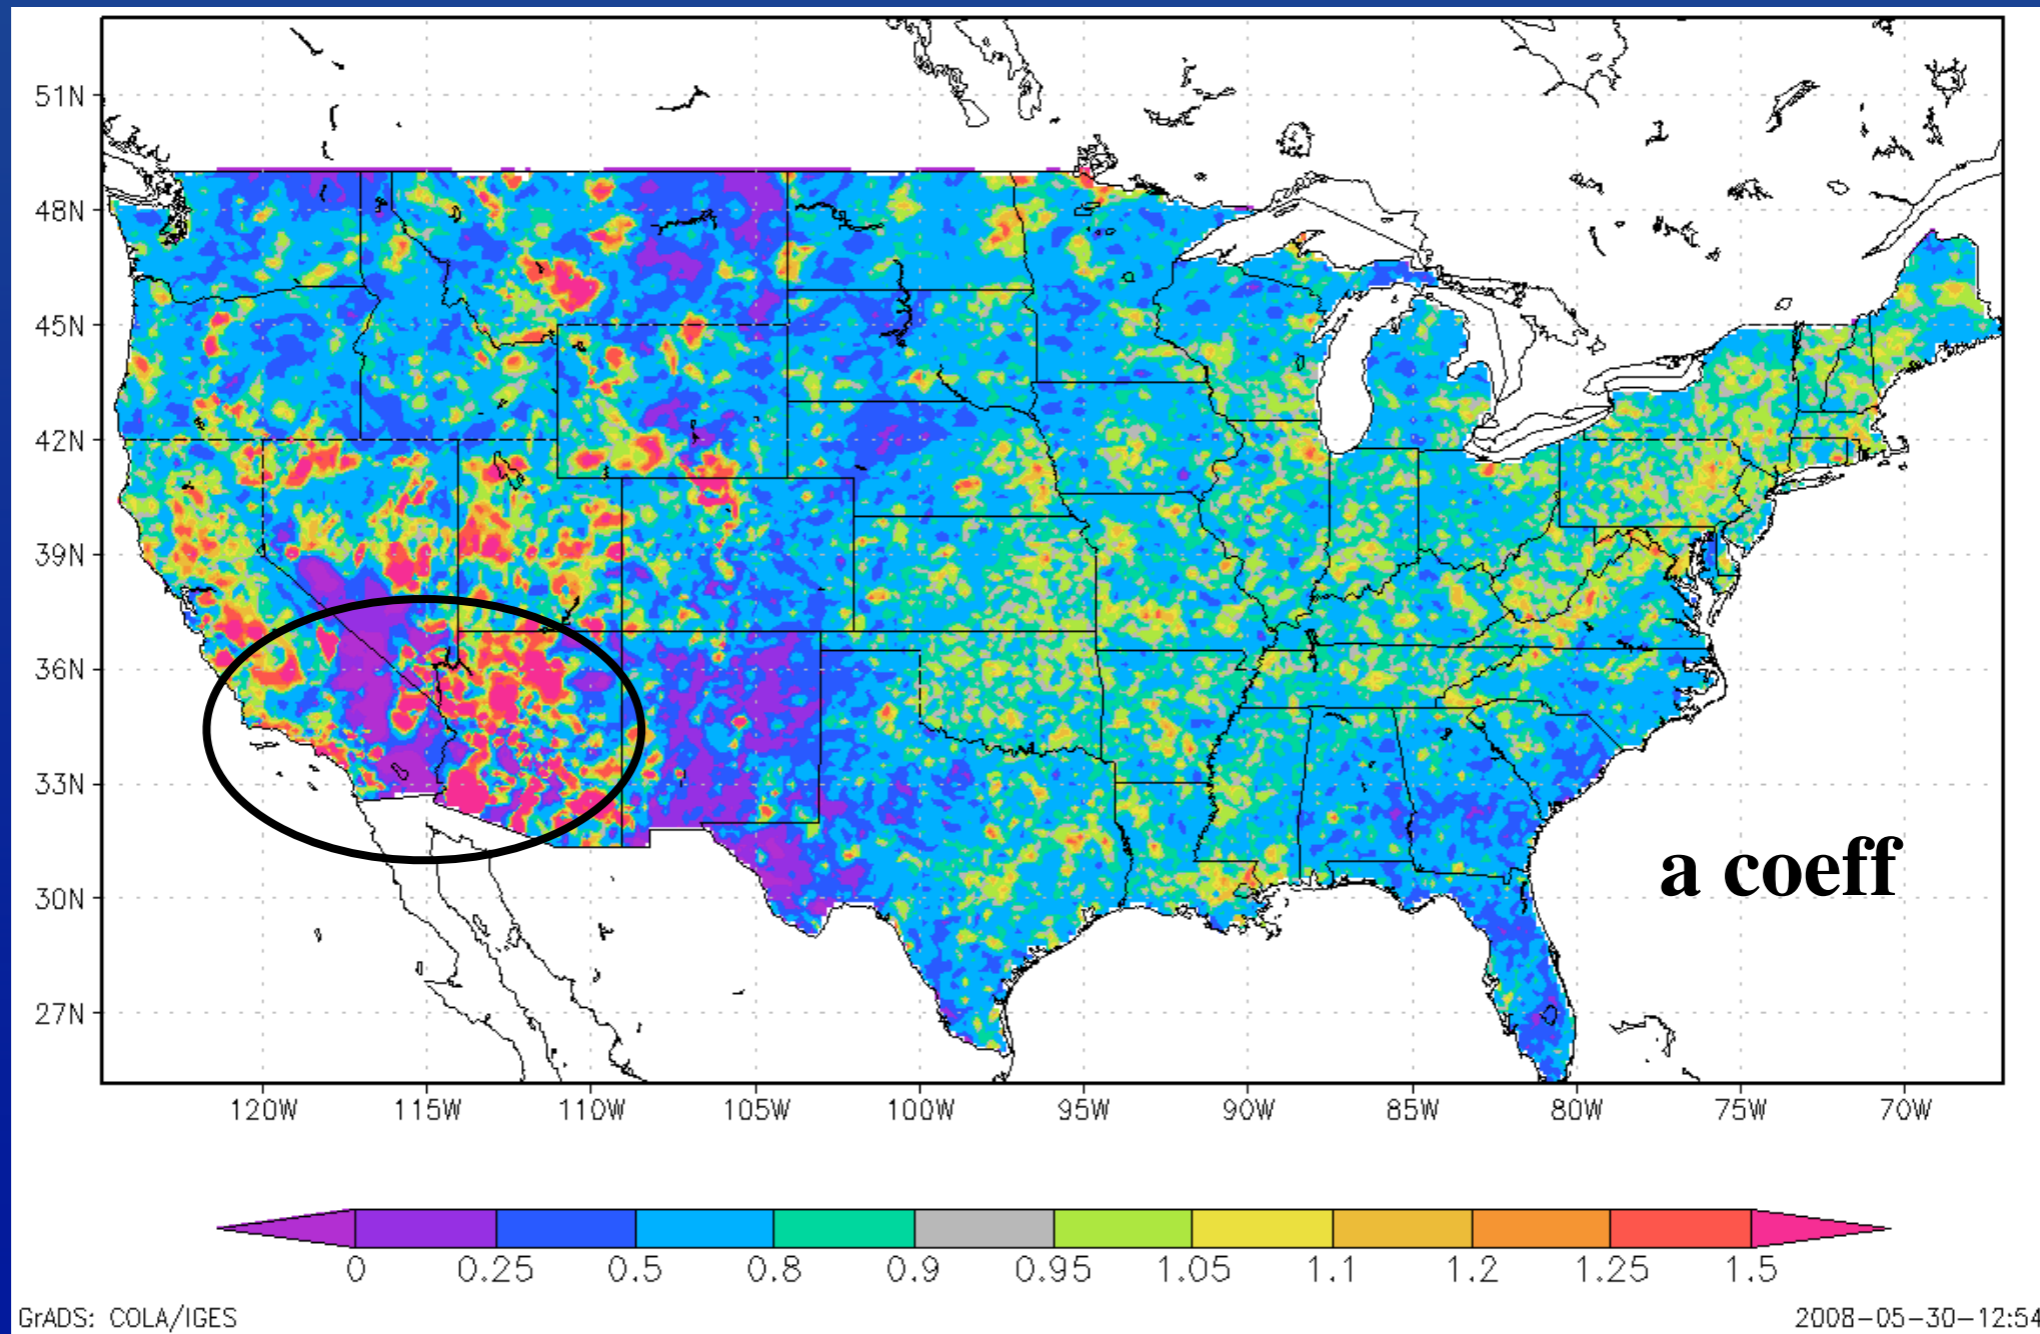 51N
48N
45N
42N
39N
36N
33N
30N
27N
a coeff
120W 115W 110W 105W 100W 95W 90W 85W 80W 75W 70W
0 0.25 0.5 0.8 0.9 0.95 1.05 1.1 1.2 1.25 1.5
GrADS: COLA/IGES 2008-05-30-12:54